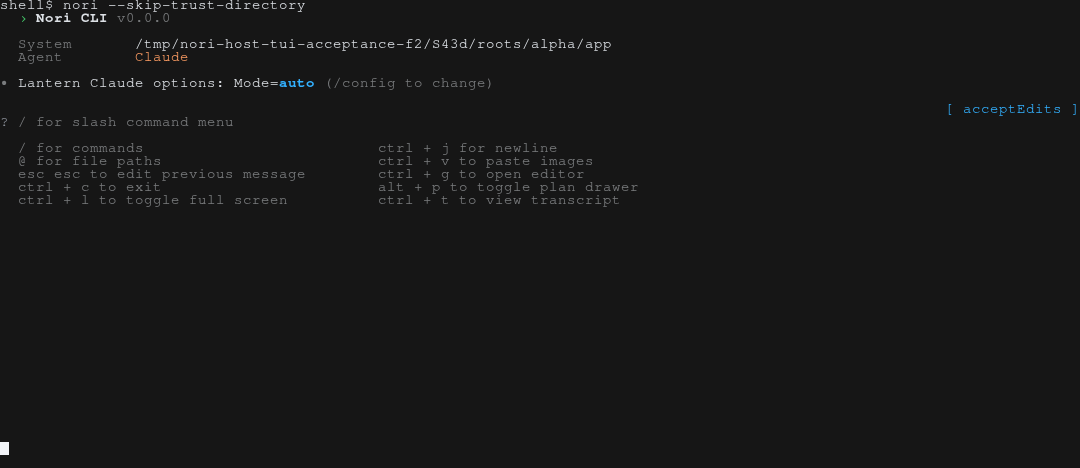 shell$ nori --skip-trust-directory
› Nori CLI v0.0.0
System /tmp/nori-host-tui-acceptance-f2/S43d/roots/alpha/app
Agent Claude
• Lantern Claude options: Mode=auto (/config to change)
[ acceptEdits ]
? / for slash command menu
/ for commands ctrl + j for newline
@ for file paths ctrl + v to paste images
esc esc to edit previous message ctrl + g to open editor
ctrl + c to exit alt + p to toggle plan drawer
ctrl + l to toggle full screen ctrl + t to view transcript